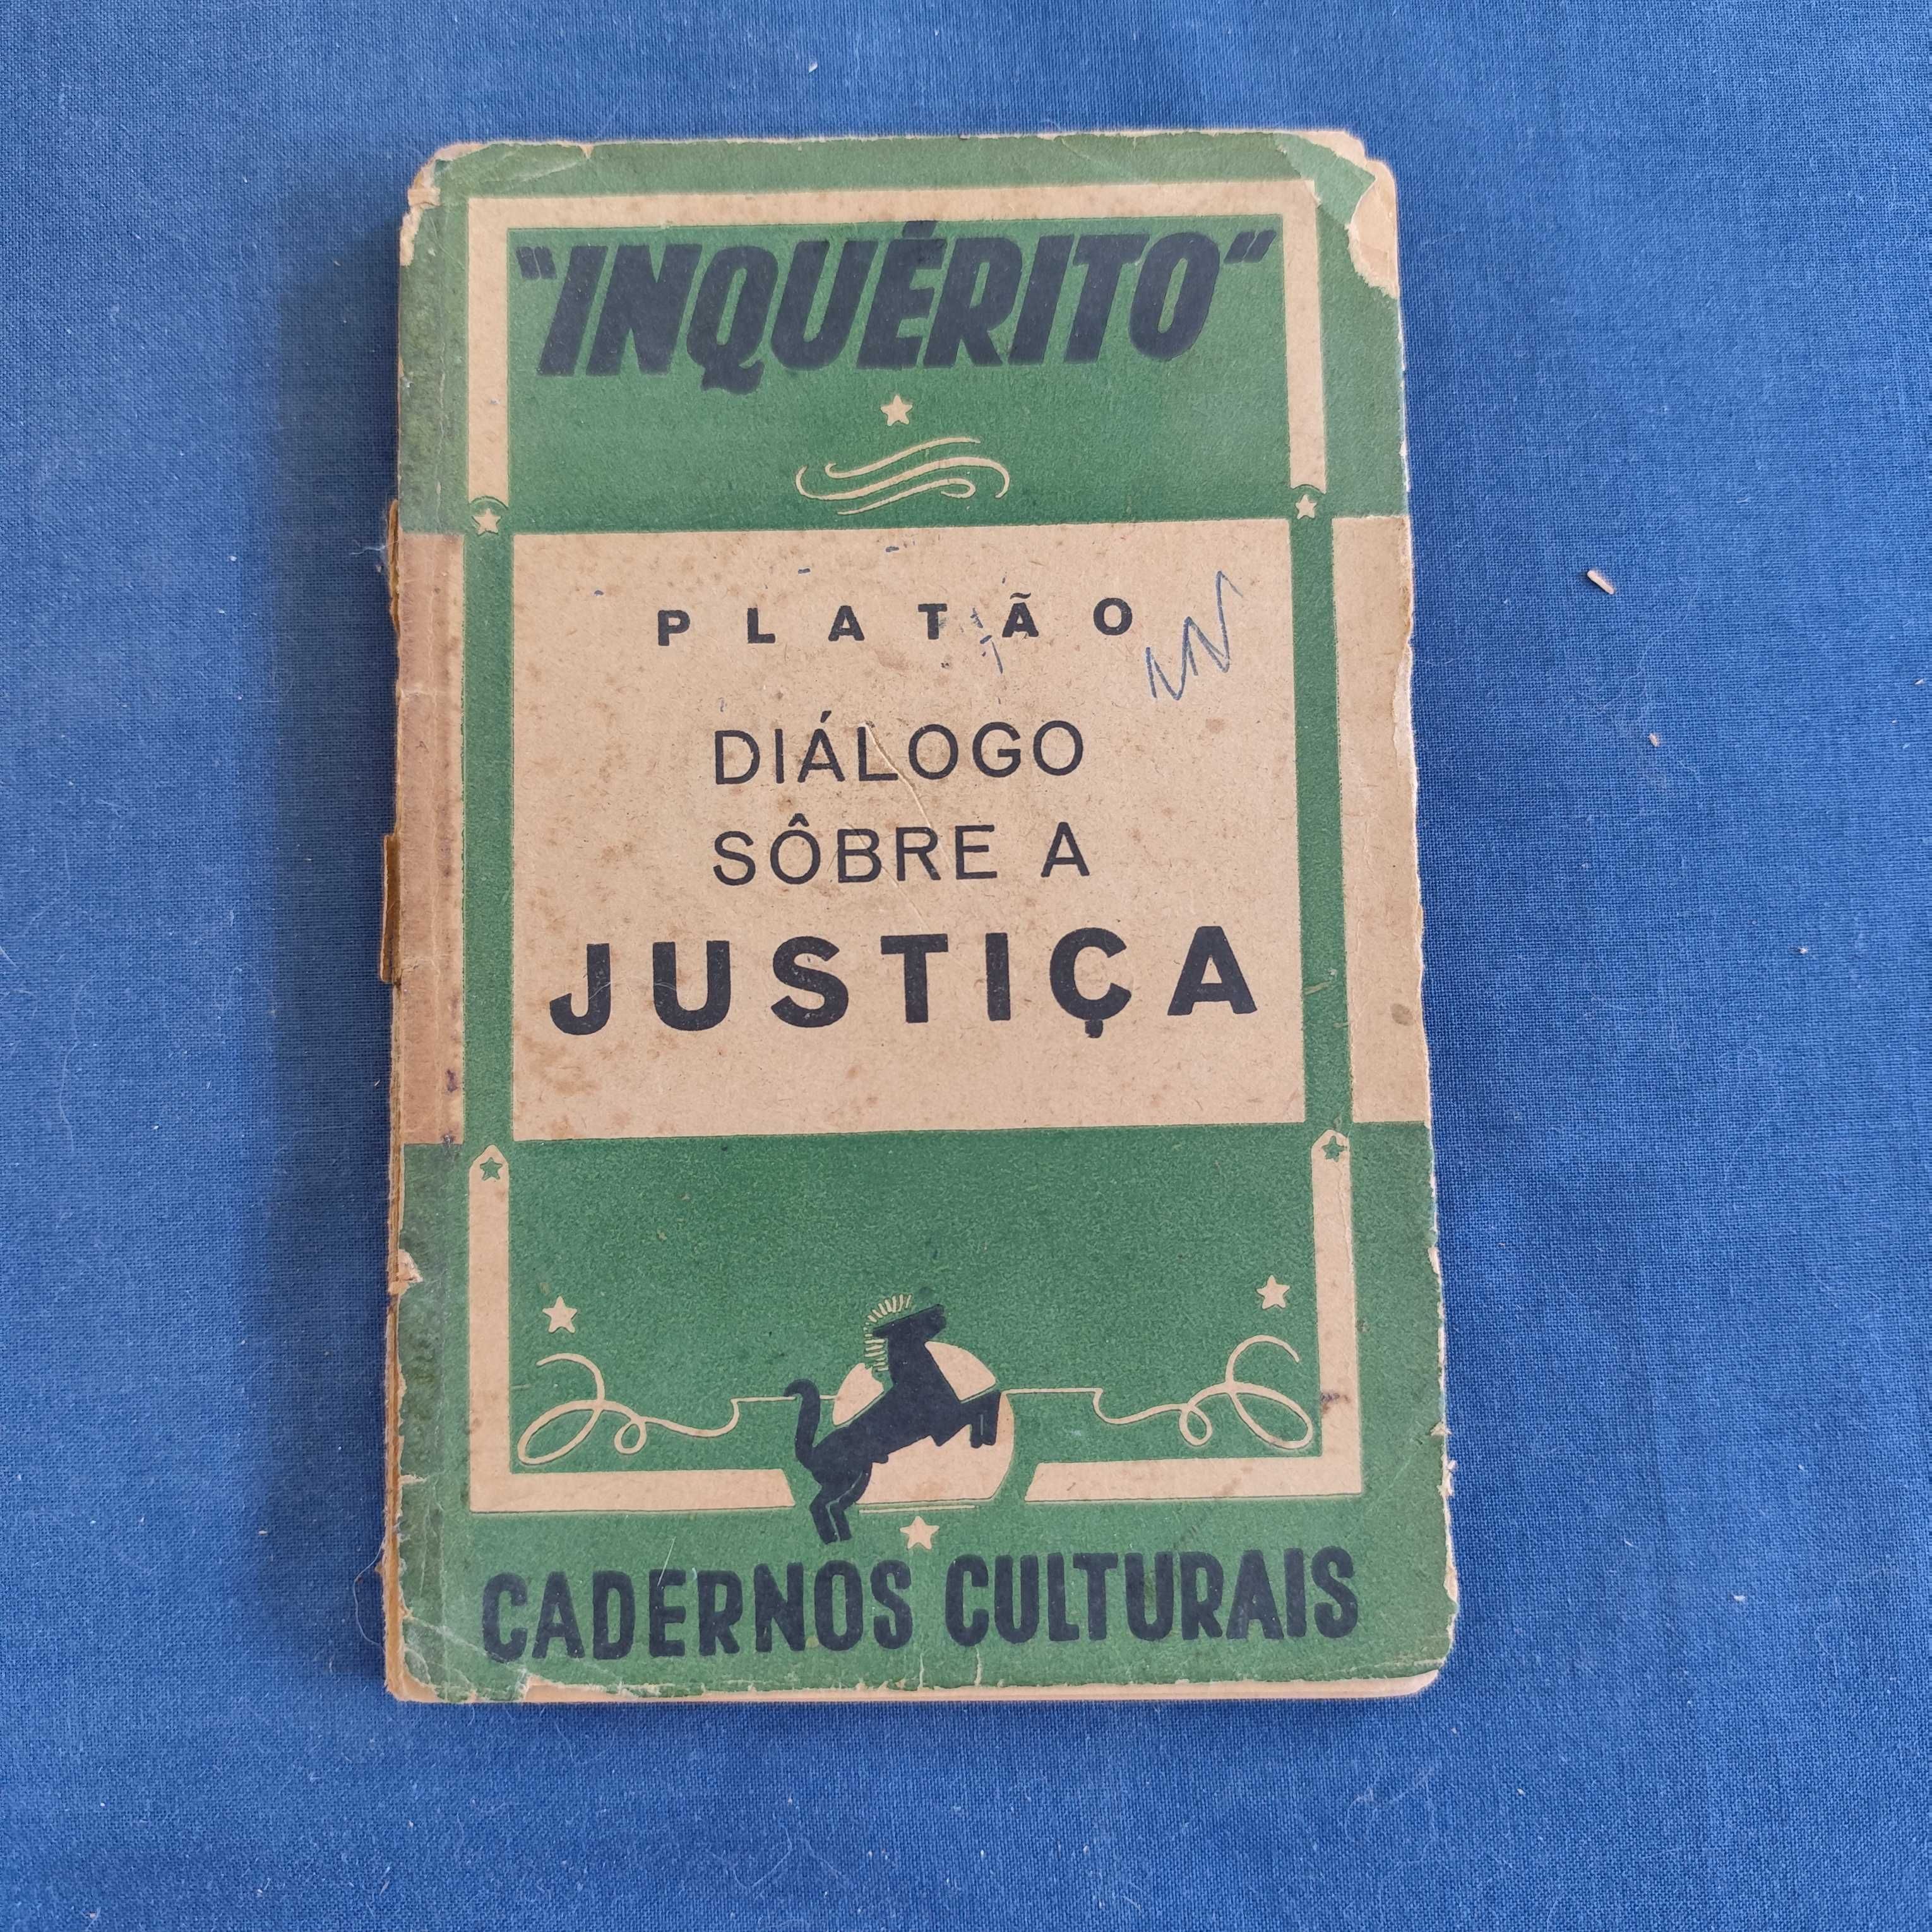 "INQUÉRITO"
PLATÃO
DIÁLOGO
SÔBRE A
JUSTIÇA
CADERNOS CULTURAIS